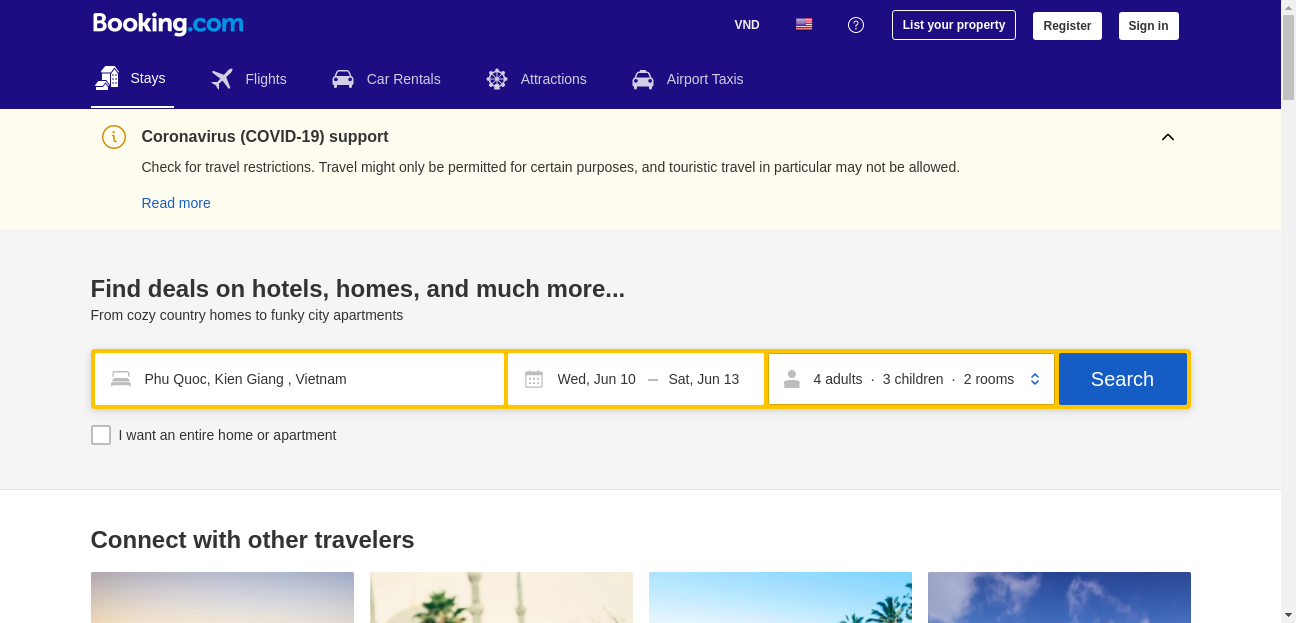 Booking.com
VND
List your property
Register
Sign in
Stays
Flights
Car Rentals
Attractions
Airport Taxis
Coronavirus (COVID-19) support
Check for travel restrictions. Travel might only be permitted for certain purposes, and touristic travel in particular may not be allowed.
Read more
Find deals on hotels, homes, and much more...
From cozy country homes to funky city apartments
Phu Quoc, Kien Giang , Vietnam
Wed, Jun 10 — Sat, Jun 13
4 adults · 3 children · 2 rooms
Search
I want an entire home or apartment
Connect with other travelers